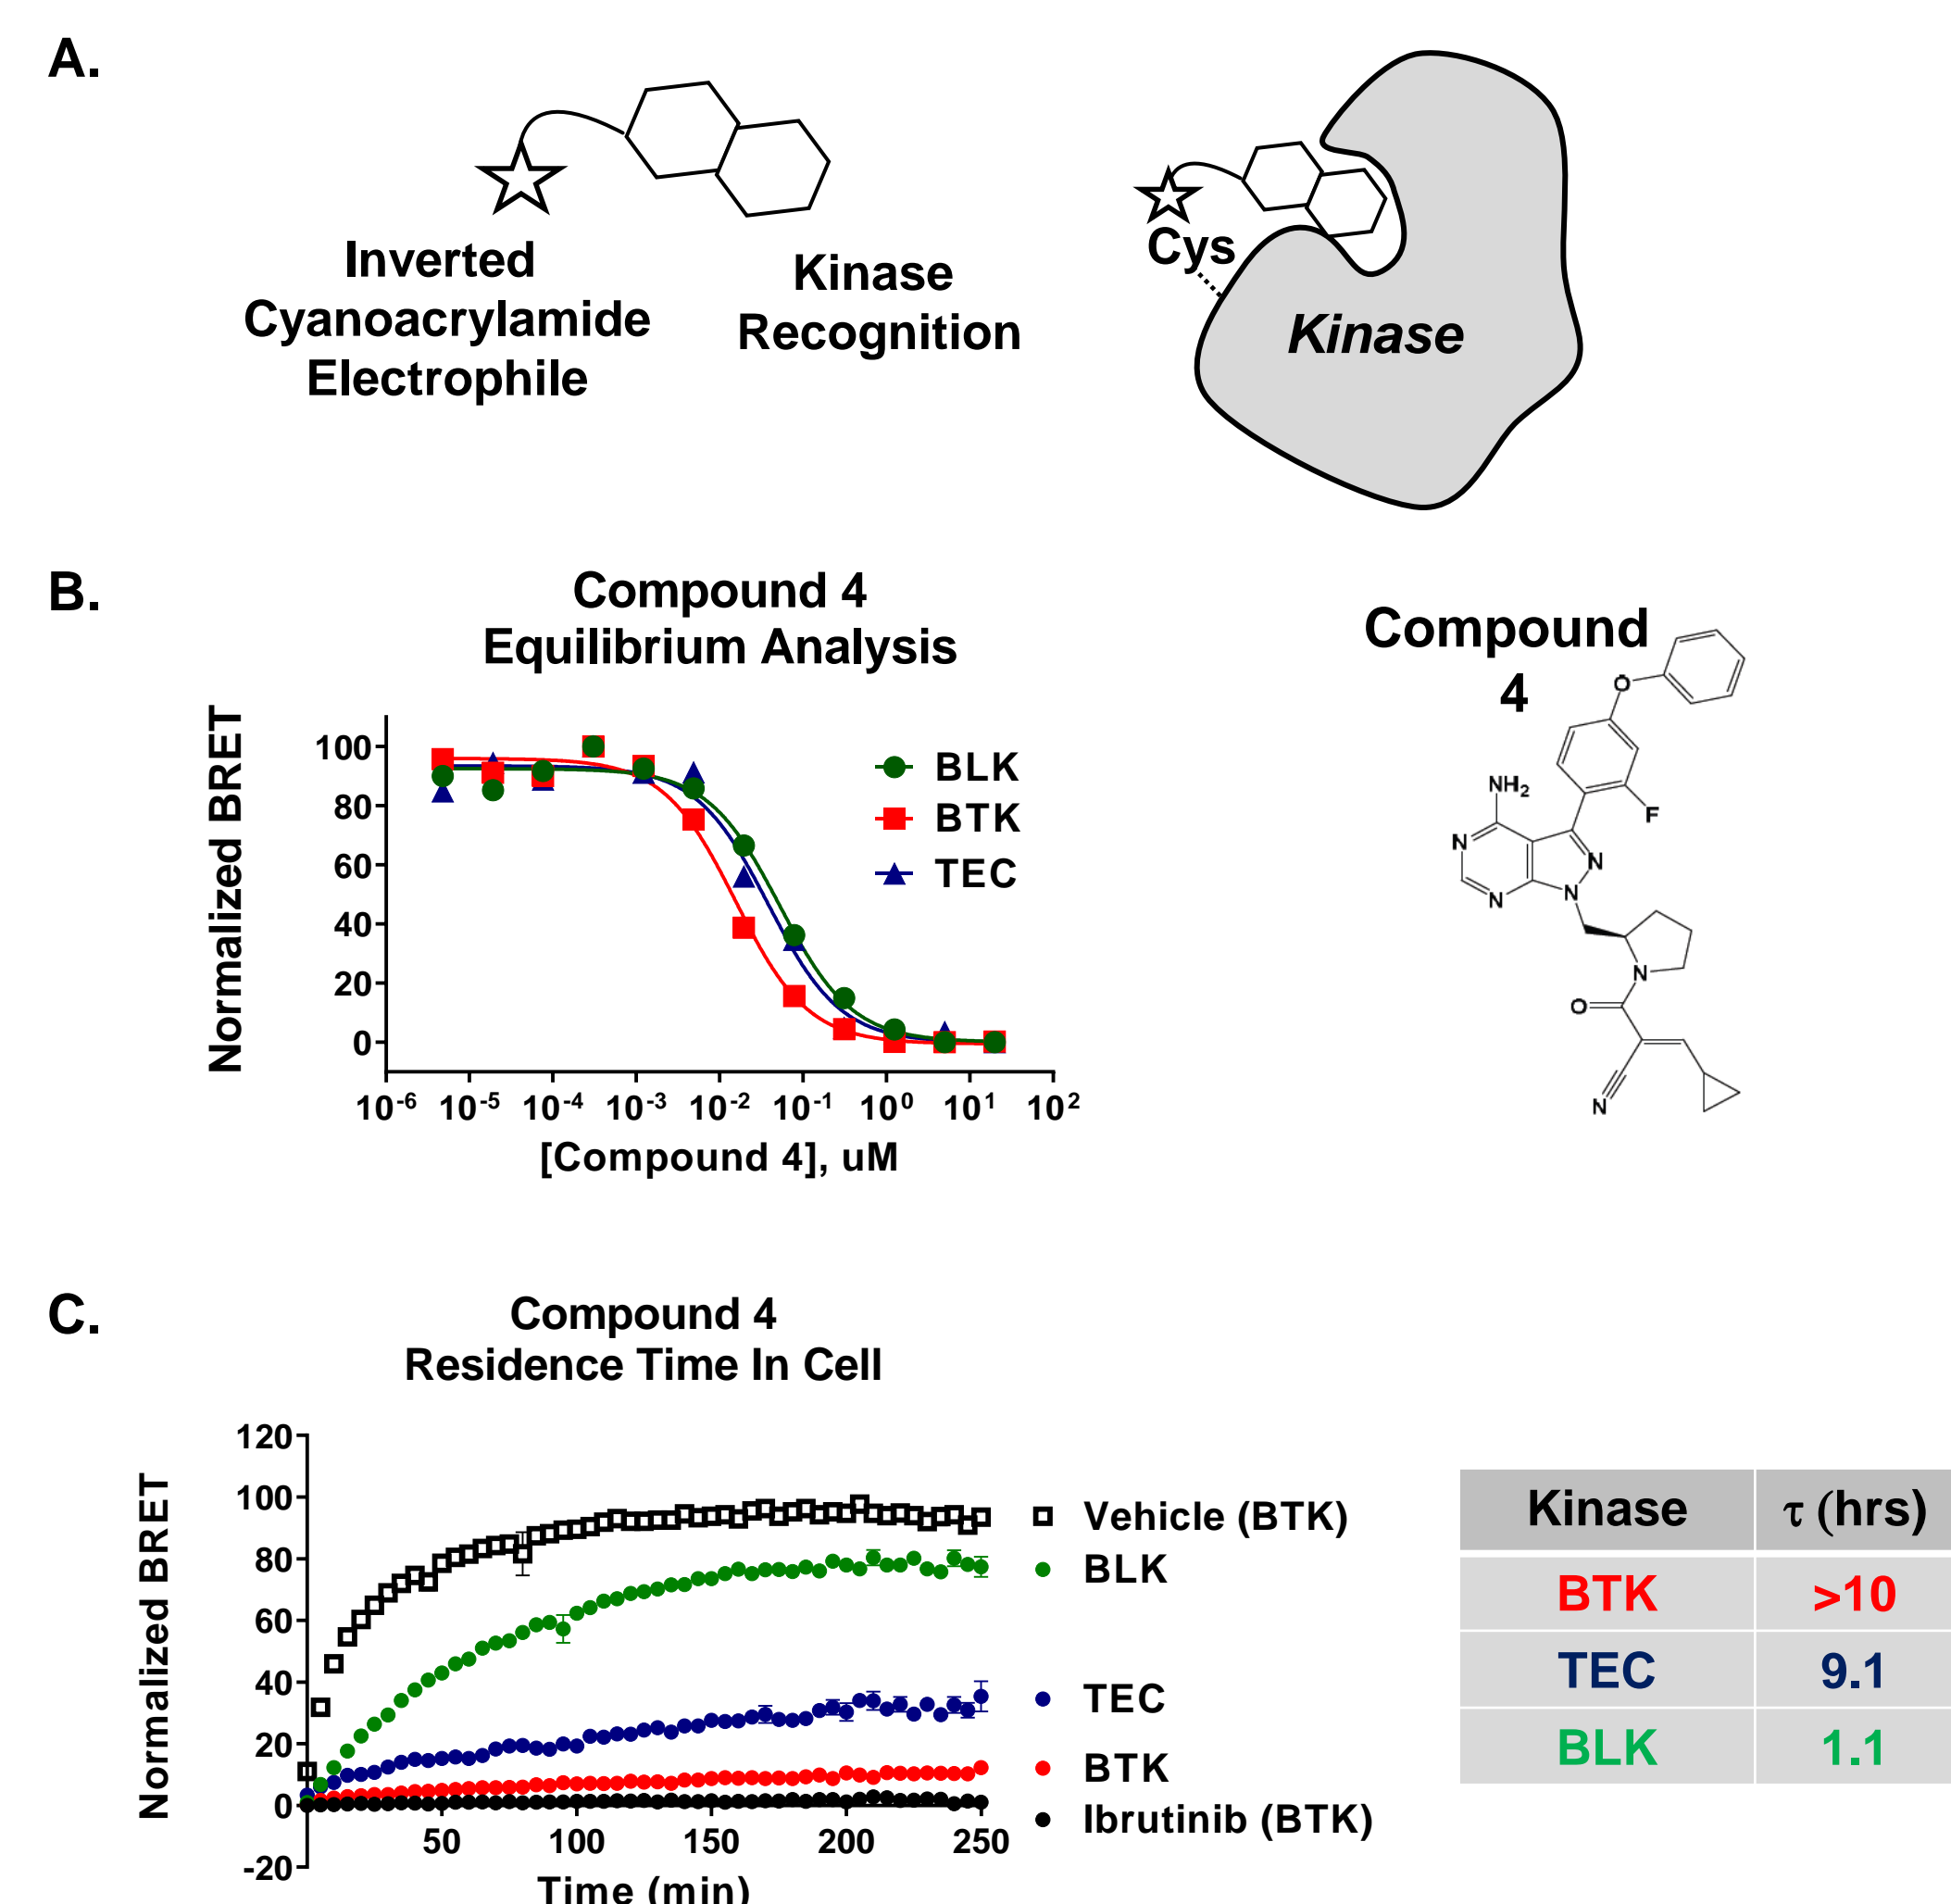 A.
Inverted
Cyanoacrylamide
Electrophile
Kinase
Recognition
Cys
Kinase
B.
Compound 4
Equilibrium Analysis
Normalized BRET
100
80
60
40
20
0
10-6 10-5 10-4 10-3 10-2 10-1 100 101 102
[Compound 4], uM
BLK
BTK
TEC
Compound
4
O
F
NH2
N
N
N
N
N
O
N
C.
Compound 4
Residence Time In Cell
Normalized BRET
120
100
80
60
40
20
0
-20
50 100 150 200 250
Time (min)
Vehicle (BTK)
BLK
TEC
BTK
Ibrutinib (BTK)
Kinase τ (hrs)
BTK >10
TEC 9.1
BLK 1.1